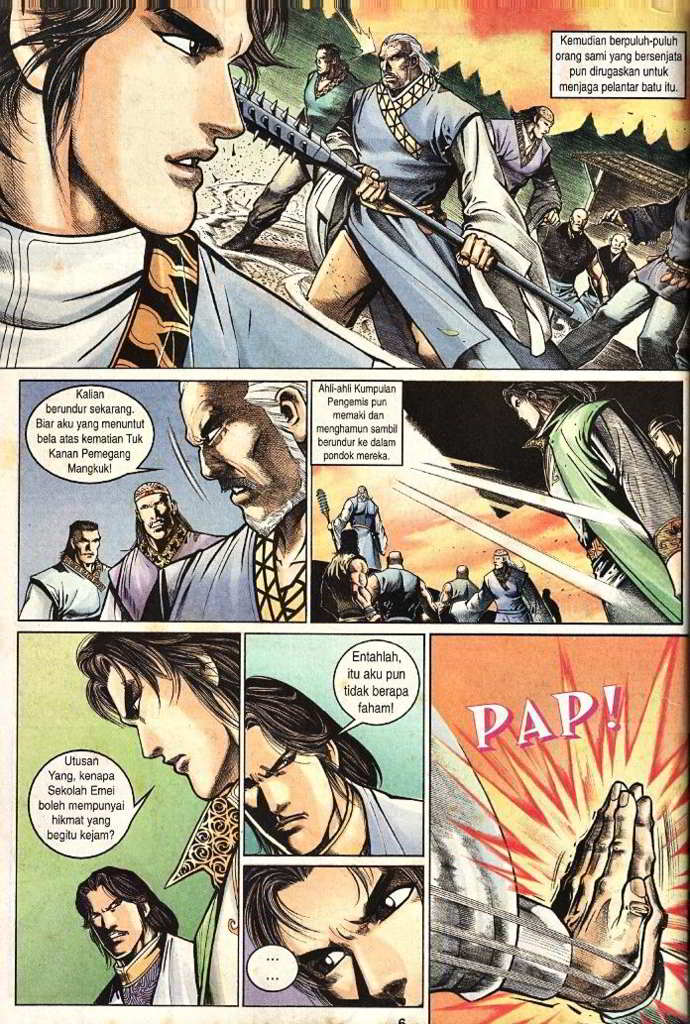 Kemudian berpuluh-puluh
orang sami yang bersenjata
pun dirugaskan untuk
menjaga pelantar batu itu.
Kalian
berundur sekarang.
Biar aku yang menuntut
bela atas kematian Tuk
Kanan Pemegang
Mangkuk!
Ahli-ahli Kumpulan
Pengemis pun
memaki dan
menghamun sambil
berundur ke dalam
pondok mereka.
Utusan
Yang, kenapa
Sekolah Emei
boleh mempunyai
hikmat yang
begitu kejam?
Entahlah,
itu aku pun
tidak berapa
faham!
...
...
PAP!
6